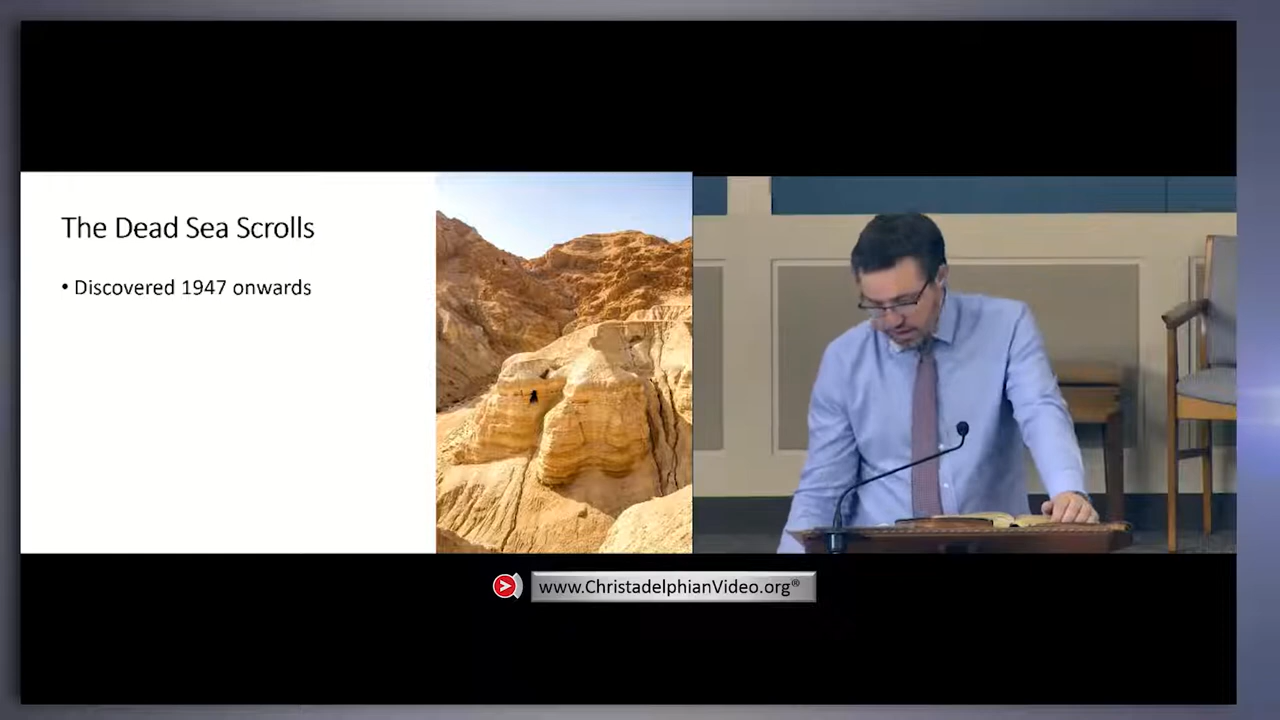 The Dead Sea Scrolls
• Discovered 1947 onwards
www.ChristadelphianVideo.org®